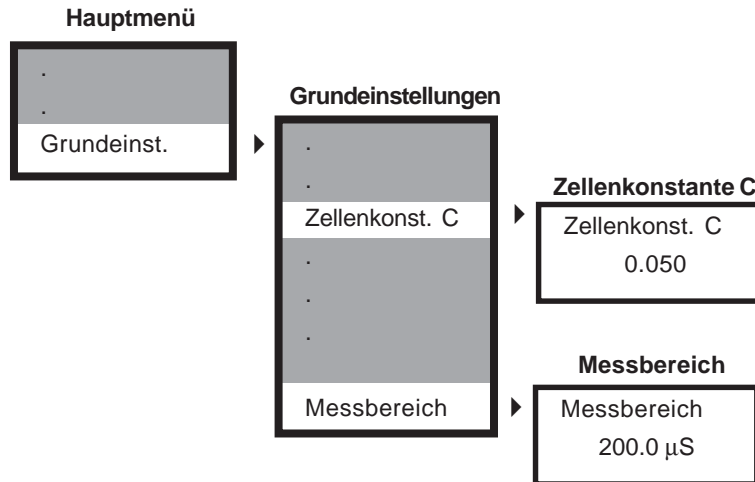 Hauptmenü
.
.
Grundeinst.
Grundeinstellungen
.
.
Zellenkonst. C
.
.
.
Messbereich
Zellenkonstante C
Zellenkonst. C
0.050
Messbereich
Messbereich
200.0 µS